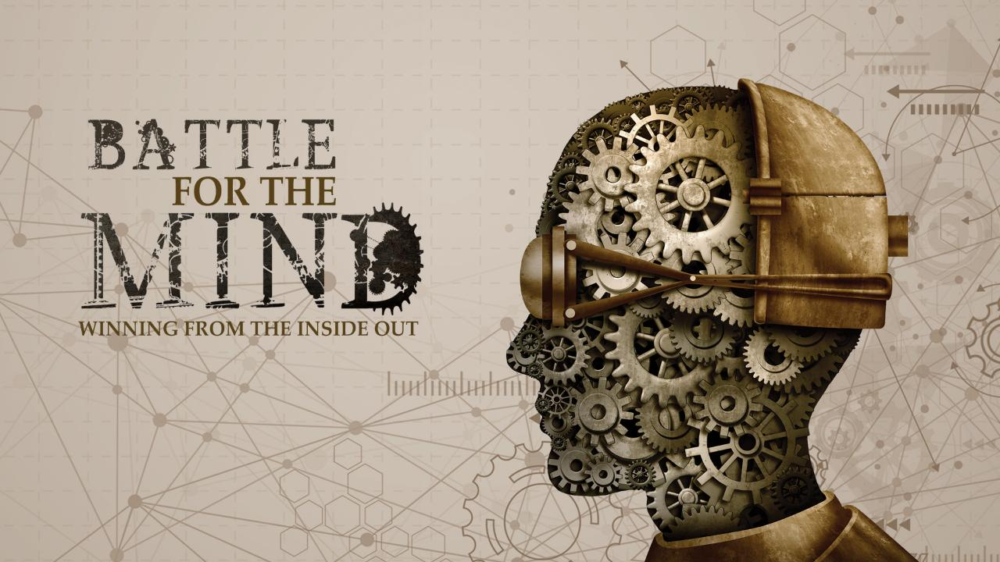 BATTLE
FOR THE
MIND
WINNING FROM THE INSIDE OUT